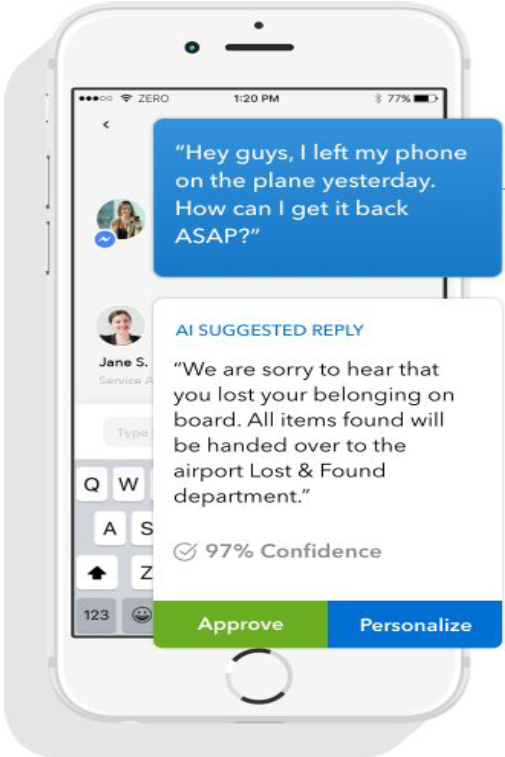 ZERO
1:20 PM
77%
“Hey guys, I left my phone
on the plane yesterday.
How can I get it back
ASAP?”
AI SUGGESTED REPLY
Jane S.
Service A
“We are sorry to hear that
you lost your belonging on
board. All items found will
be handed over to the
airport Lost & Found
department.”
Type
97% Confidence
Q W
A S
Z
123
Approve
Personalize